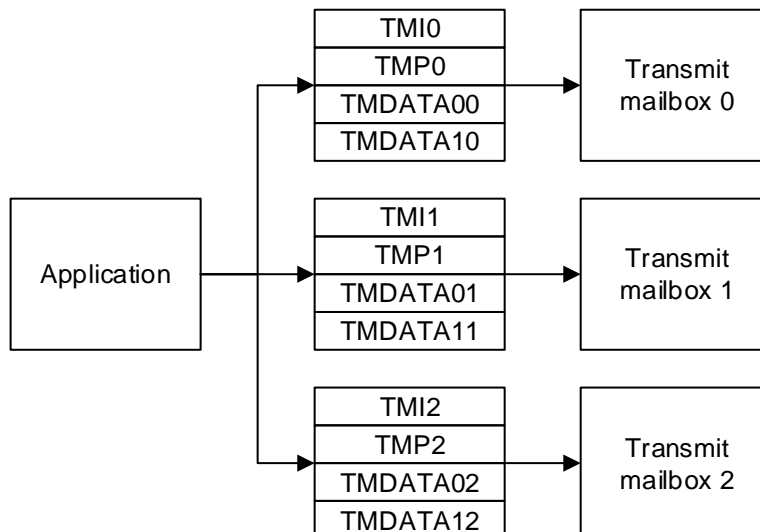 TMI0
TMP0
TMDATA00
TMDATA10
Transmit
mailbox 0
Application
TMI1
TMP1
TMDATA01
TMDATA11
Transmit
mailbox 1
TMI2
TMP2
TMDATA02
TMDATA12
Transmit
mailbox 2